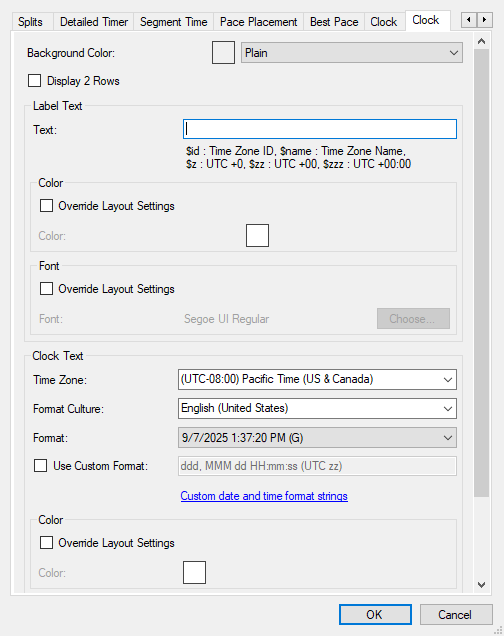 Splits Detailed Timer Segment Time Pace Placement Best Pace Clock Clock
Background Color: Plain
Display 2 Rows
Label Text
Text:
$id : Time Zone ID, $name : Time Zone Name,
$z : UTC +0, $zz : UTC +00, $zzz : UTC +00:00
Color
Override Layout Settings
Color:
Font
Override Layout Settings
Font: Segoe UI Regular Choose...
Clock Text
Time Zone: (UTC-08:00) Pacific Time (US & Canada)
Format Culture: English (United States)
Format: 9/7/2025 1:37:20 PM (G)
Use Custom Format: ddd, MMM dd HH:mm:ss (UTC zz)
Custom date and time format strings
Color
Override Layout Settings
Color:
OK Cancel